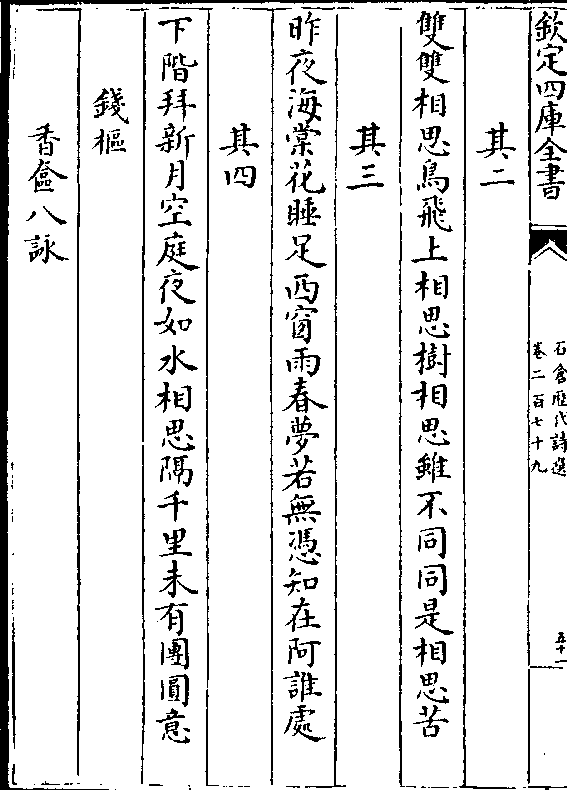 欽定四庫全書
石倉歷代詩選
卷二百七十九
五十一
其二
雙雙相思鳥飛上相思樹相思雖不同同是相思苦
其三
昨夜海棠花睡足西窗雨春夢若無憑知在阿誰處
其四
下階拜新月空庭夜如水相思隔千里未有團圓意
錢樞
香奩八詠